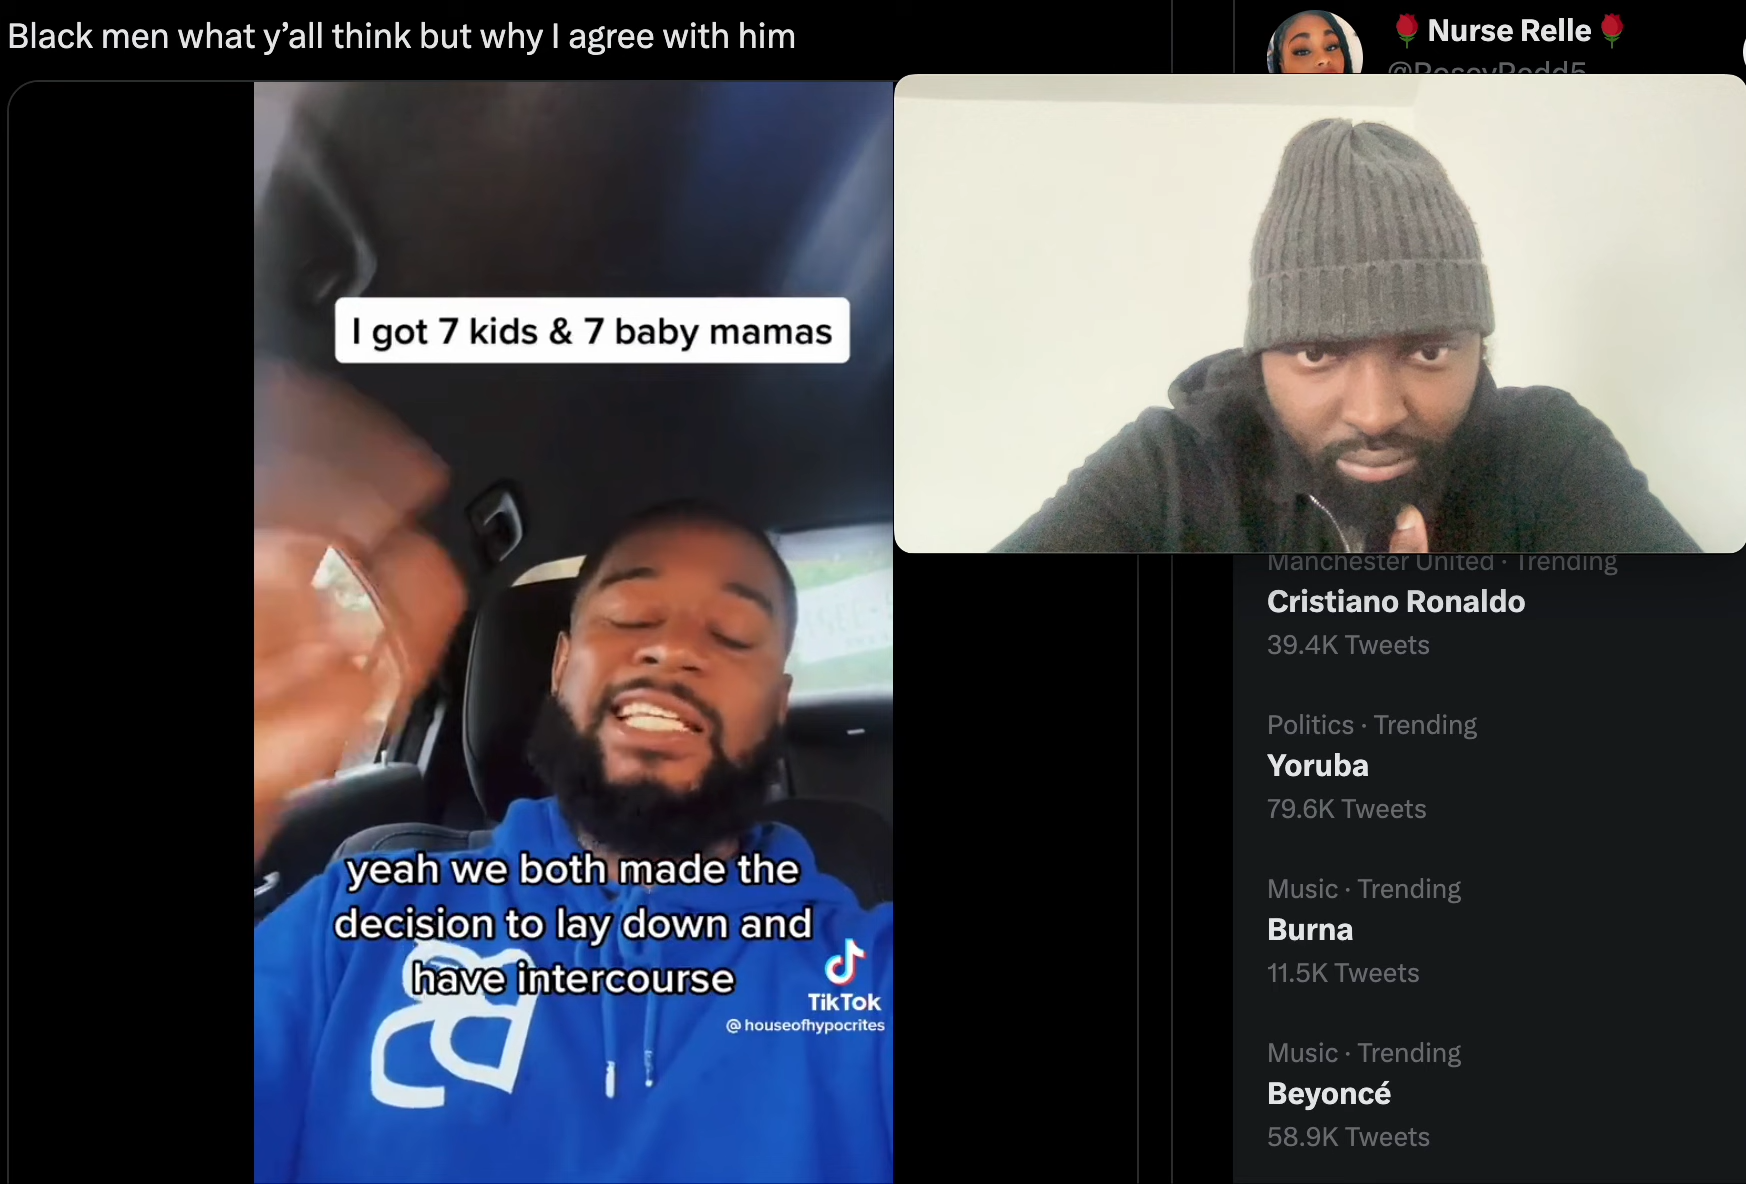 Black men what y’all think but why I agree with him
🌹 Nurse Relle 🌹
@RoseyRedd5
I got 7 kids & 7 baby mamas
yeah we both made the
decision to lay down and
have intercourse
TikTok
@houseofhypocrites
Manchester United · Trending
Cristiano Ronaldo
39.4K Tweets
Politics · Trending
Yoruba
79.6K Tweets
Music · Trending
Burna
11.5K Tweets
Music · Trending
Beyoncé
58.9K Tweets